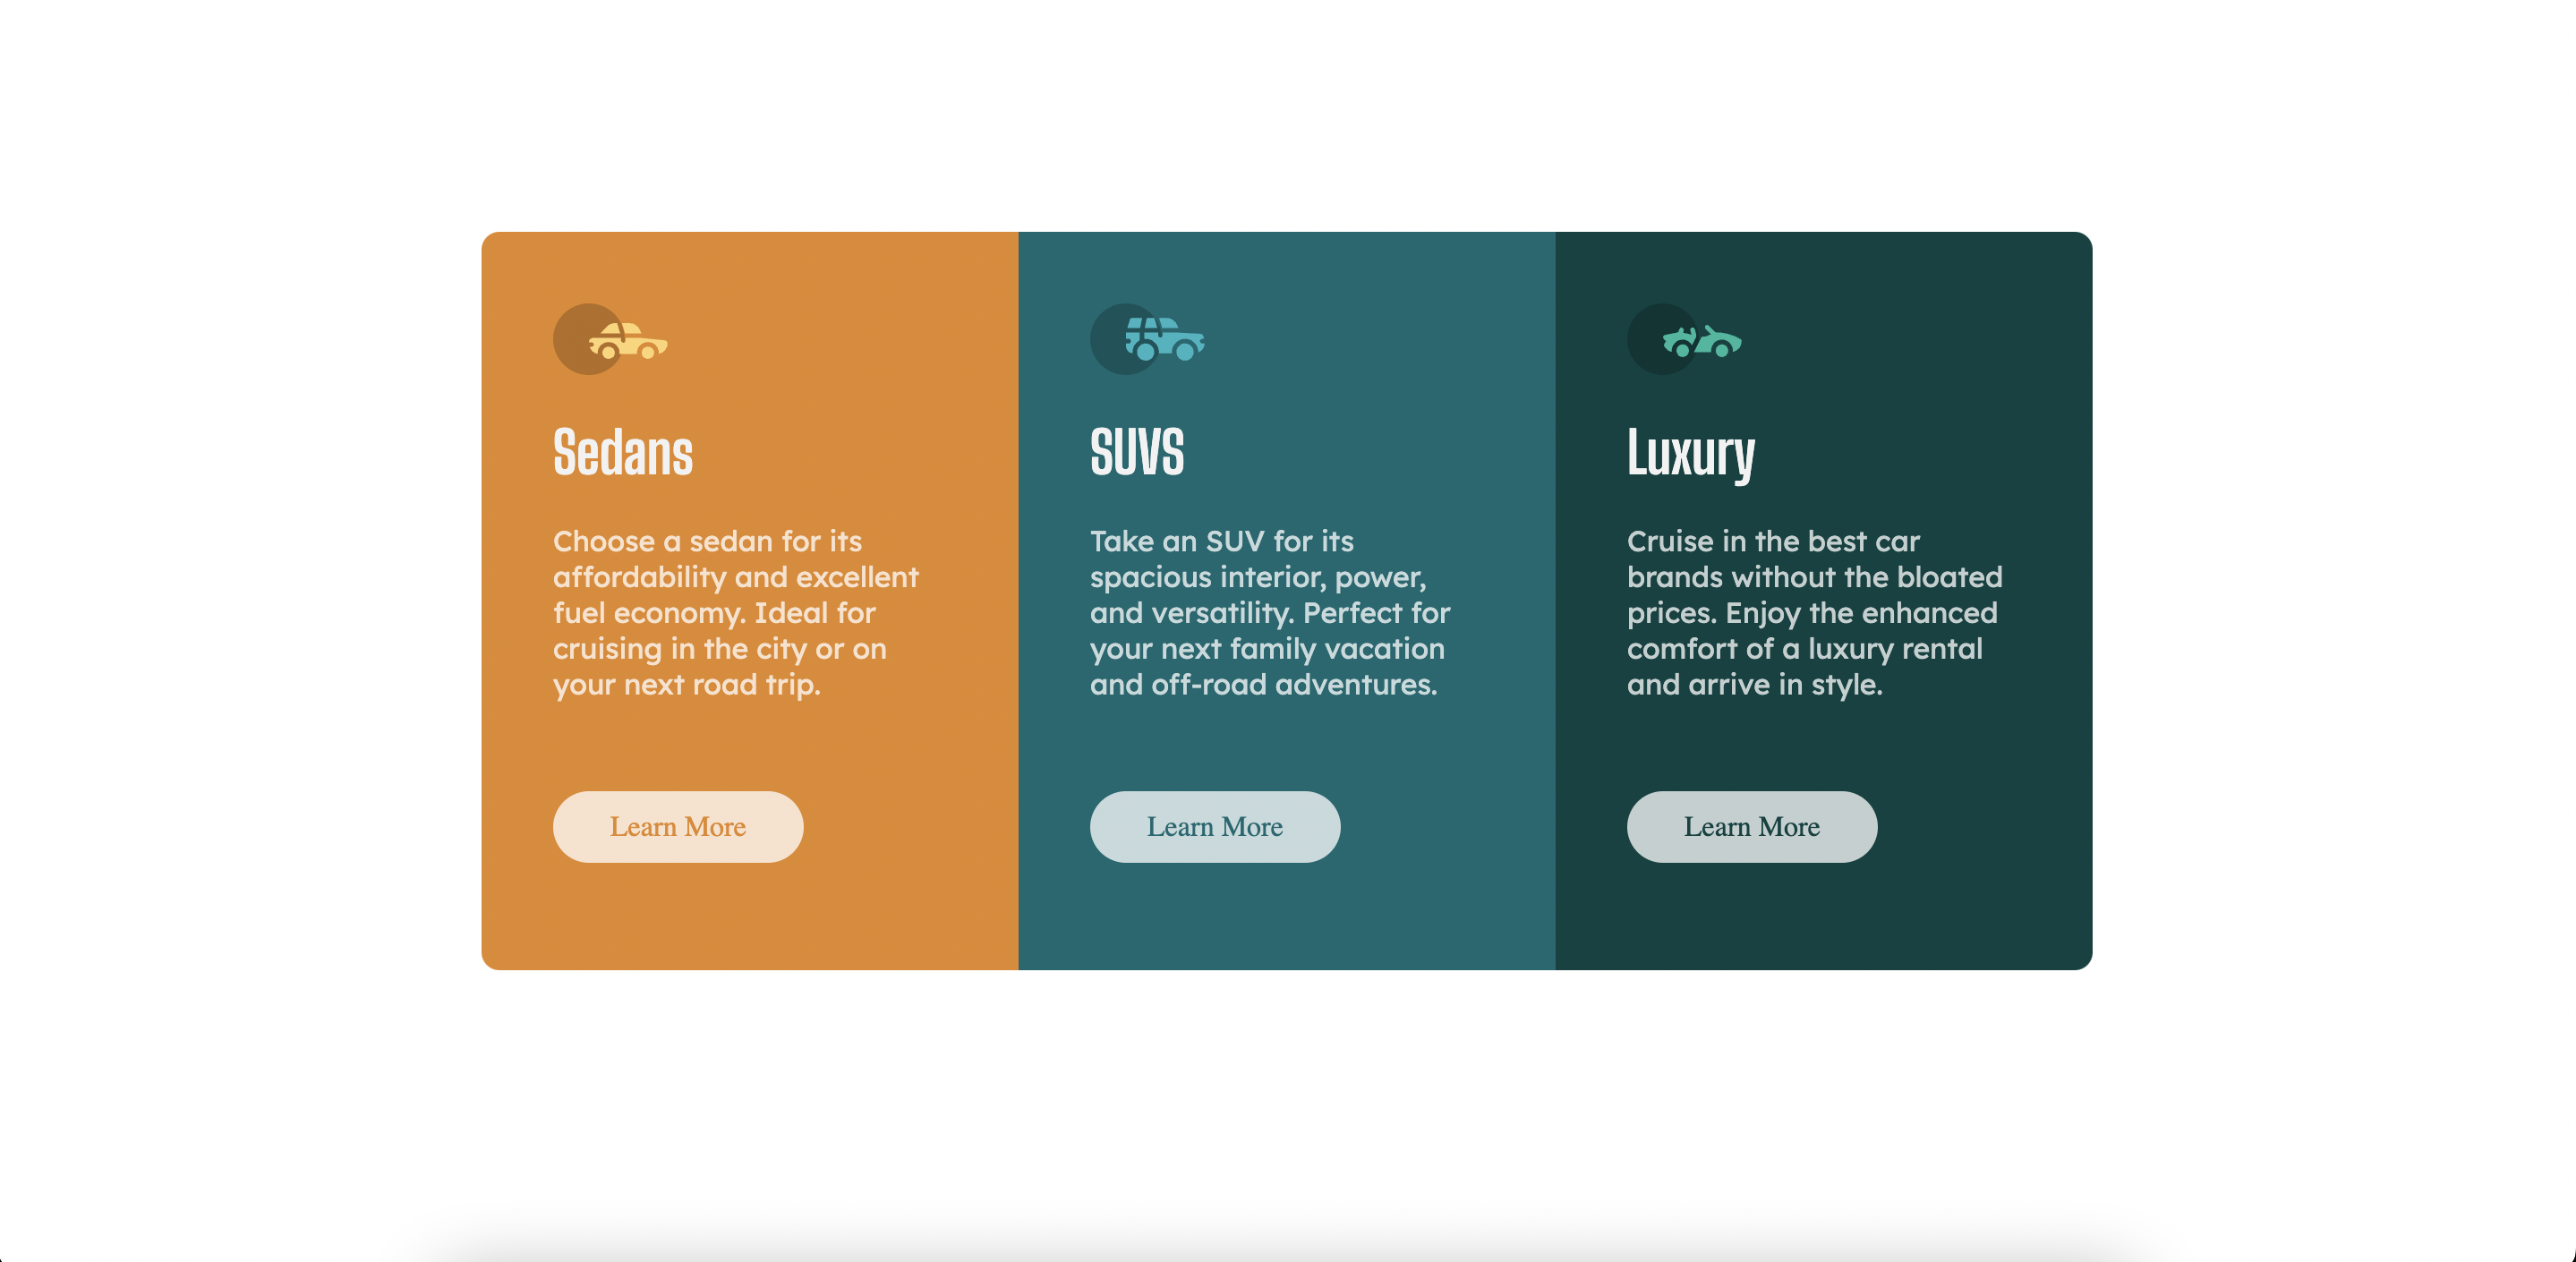 Sedans
Choose a sedan for its
affordability and excellent
fuel economy. Ideal for
cruising in the city or on
your next road trip.
Learn More
SUVS
Take an SUV for its
spacious interior, power,
and versatility. Perfect for
your next family vacation
and off-road adventures.
Learn More
Luxury
Cruise in the best car
brands without the bloated
prices. Enjoy the enhanced
comfort of a luxury rental
and arrive in style.
Learn More